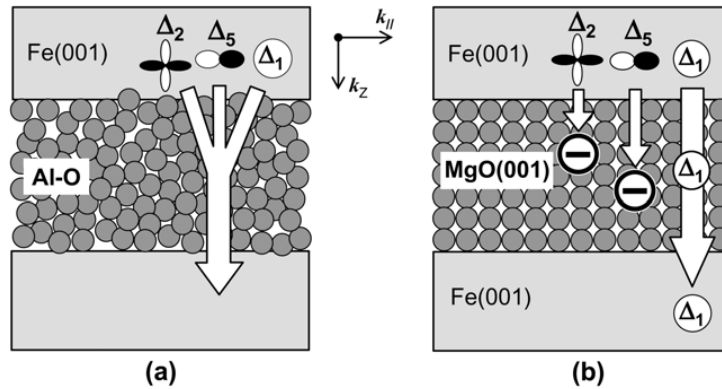 Δ₂ Δ₅
Fe(001) Δ₁
k//
kz
Al-O
(a)
Δ₂ Δ₅
Fe(001) Δ₁
MgO(001) Δ₁
Fe(001) Δ₁
(b)